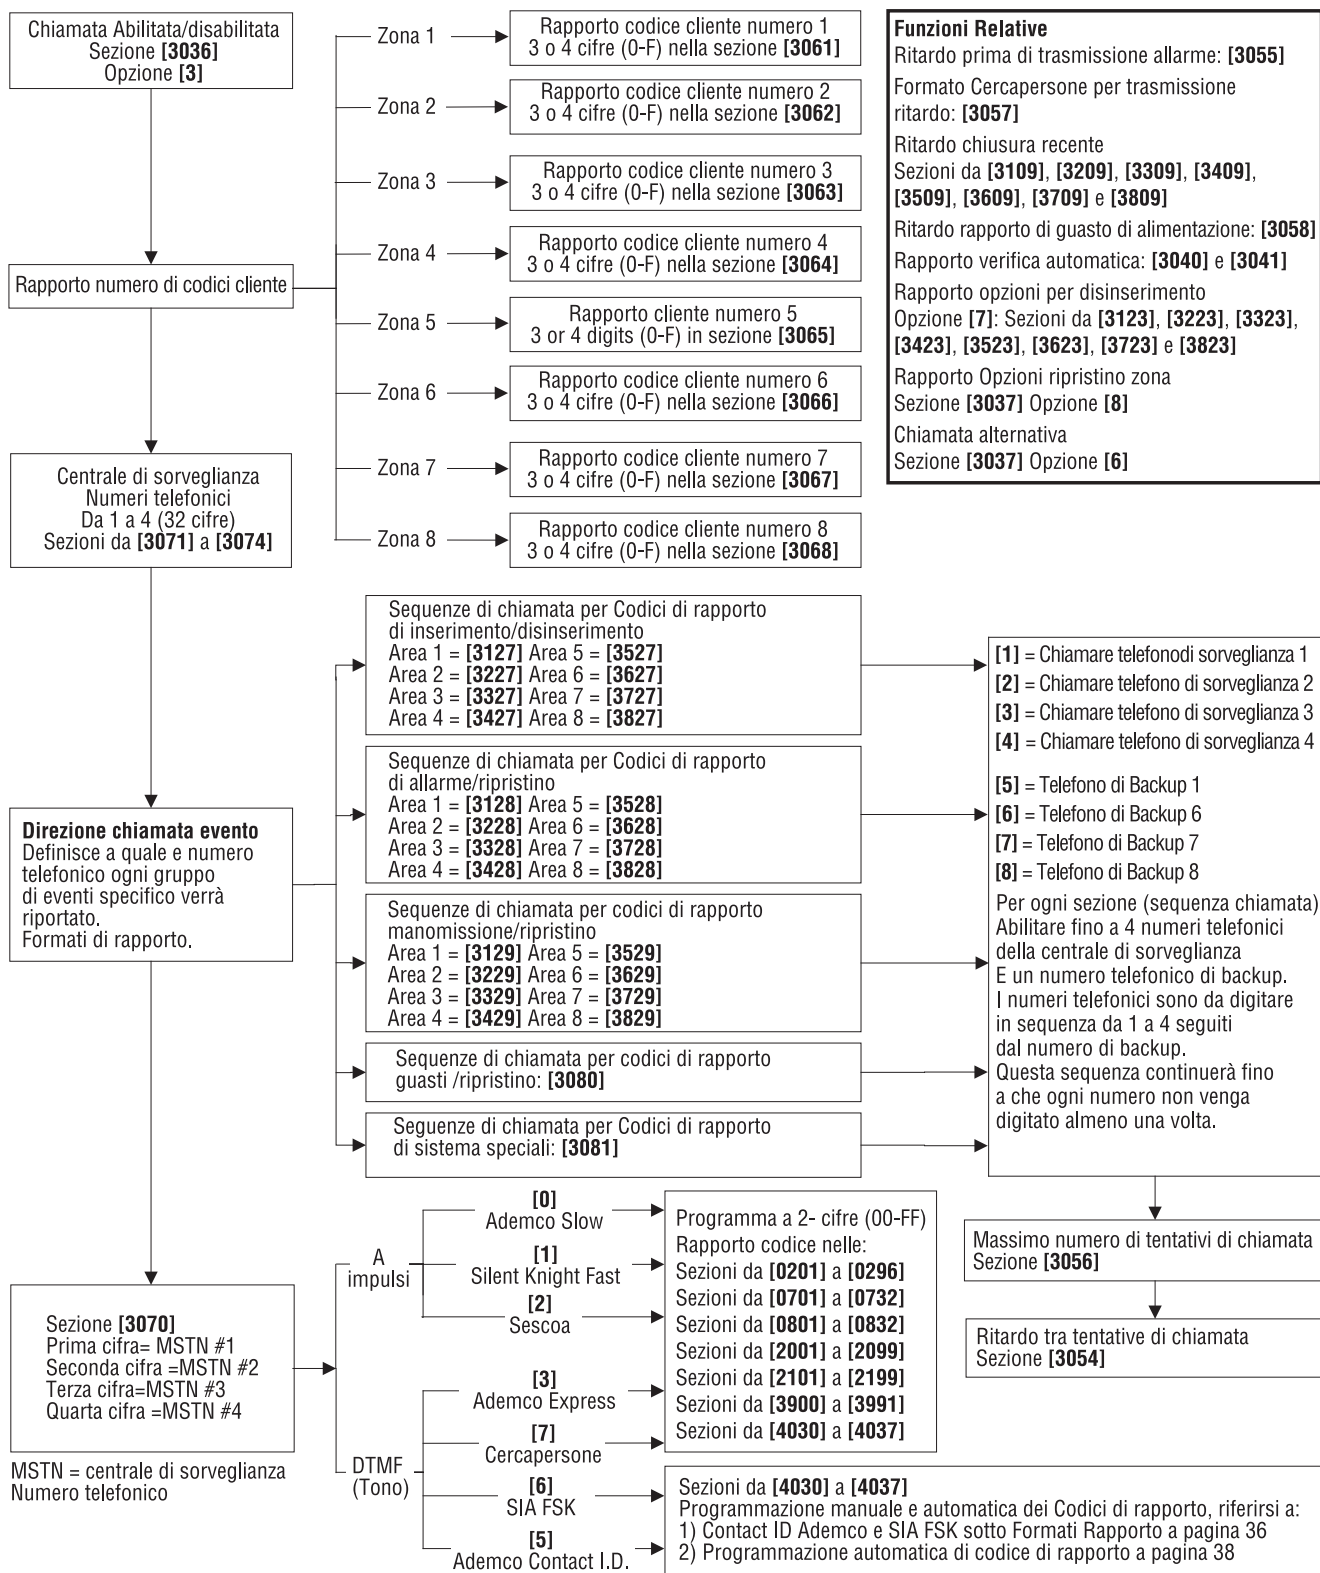 Chiamata Abilitata/disabilitata
Sezione [3036]
Opzione [3]
Rapporto numero di codici cliente
Zona 1
Rapporto codice cliente numero 1
3 o 4 cifre (0-F) nella sezione [3061]
Zona 2
Rapporto codice cliente numero 2
3 o 4 cifre (0-F) nella sezione [3062]
Zona 3
Rapporto codice cliente numero 3
3 o 4 cifre (0-F) nella sezione [3063]
Zona 4
Rapporto codice cliente numero 4
3 o 4 cifre (0-F) nella sezione [3064]
Zona 5
Rapporto cliente numero 5
3 or 4 digits (0-F) in sezione [3065]
Zona 6
Rapporto codice cliente numero 6
3 o 4 cifre (0-F) nella sezione [3066]
Zona 7
Rapporto codice cliente numero 7
3 o 4 cifre (0-F) nella sezione [3067]
Zona 8
Rapporto codice cliente numero 8
3 o 4 cifre (0-F) nella sezione [3068]
Funzioni Relative
Ritardo prima di trasmissione allarme: [3055]
Formato Cercapersone per trasmissione
ritardo: [3057]
Ritardo chiusura recente
Sezioni da [3109], [3209], [3309], [3409],
[3509], [3609], [3709] e [3809]
Ritardo rapporto di guasto di alimentazione: [3058]
Rapporto verifica automatica: [3040] e [3041]
Rapporto opzioni per disinserimento
Opzione [7]: Sezioni da [3123], [3223], [3323],
[3423], [3523], [3623], [3723] e [3823]
Rapporto Opzioni ripristino zona
Sezione [3037] Opzione [8]
Chiamata alternativa
Sezione [3037] Opzione [6]
Centrale di sorveglianza
Numeri telefonici
Da 1 a 4 (32 cifre)
Sezioni da [3071] a [3074]
Direzione chiamata evento
Definisce a quale e numero
telefonico ogni gruppo
di eventi specifico verrà
riportato.
Formati di rapporto.
Sequenze di chiamata per Codici di rapporto
di inserimento/disinserimento
Area 1 = [3127] Area 5 = [3527]
Area 2 = [3227] Area 6 = [3627]
Area 3 = [3327] Area 7 = [3727]
Area 4 = [3427] Area 8 = [3827]
Sequenze di chiamata per Codici di rapporto
di allarme/ripristino
Area 1 = [3128] Area 5 = [3528]
Area 2 = [3228] Area 6 = [3628]
Area 3 = [3328] Area 7 = [3728]
Area 4 = [3428] Area 8 = [3828]
Sequenze di chiamata per codici di rapporto
manomissione/ripristino
Area 1 = [3129] Area 5 = [3529]
Area 2 = [3229] Area 6 = [3629]
Area 3 = [3329] Area 7 = [3729]
Area 4 = [3429] Area 8 = [3829]
Sequenze di chiamata per codici di rapporto
guasti /ripristino: [3080]
Seguenze di chiamata per Codici di rapporto
di sistema speciali: [3081]
[1] = Chiamare telefonodi sorveglianza 1
[2] = Chiamare telefono di sorveglianza 2
[3] = Chiamare telefono di sorveglianza 3
[4] = Chiamare telefono di sorveglianza 4
[5] = Telefono di Backup 1
[6] = Telefono di Backup 6
[7] = Telefono di Backup 7
[8] = Telefono di Backup 8
Per ogni sezione (sequenza chiamata)
Abilitare fino a 4 numeri telefonici
della centrale di sorveglianza
E un numero telefonico di backup.
I numeri telefonici sono da digitare
in sequenza da 1 a 4 seguiti
dal numero di backup.
Questa sequenza continuerà fino
a che ogni numero non venga
digitato almeno una volta.
Massimo numero di tentativi di chiamata
Sezione [3056]
Ritardo tra tentative di chiamata
Sezione [3054]
Sezione [3070]
Prima cifra= MSTN #1
Seconda cifra =MSTN #2
Terza cifra=MSTN #3
Quarta cifra =MSTN #4
MSTN = centrale di sorveglianza
Numero telefonico
A
impulsi
[0]
Ademco Slow
[1]
Silent Knight Fast
[2]
Sescoa
DTMF
(Tono)
[3]
Ademco Express
[7]
Cercapersone
[6]
SIA FSK
[5]
Ademco Contact I.D.
Programma a 2- cifre (00-FF)
Rapporto codice nelle:
Sezioni da [0201] a [0296]
Sezioni da [0701] a [0732]
Sezioni da [0801] a [0832]
Sezioni da [2001] a [2099]
Sezioni da [2101] a [2199]
Sezioni da [3900] a [3991]
Sezioni da [4030] a [4037]
Sezioni da [4030] a [4037]
Programmazione manuale e automatica dei Codici di rapporto, riferirsi a:
1) Contact ID Ademco e SIA FSK sotto Formati Rapporto a pagina 36
2) Programmazione automatica di codice di rapporto a pagina 38